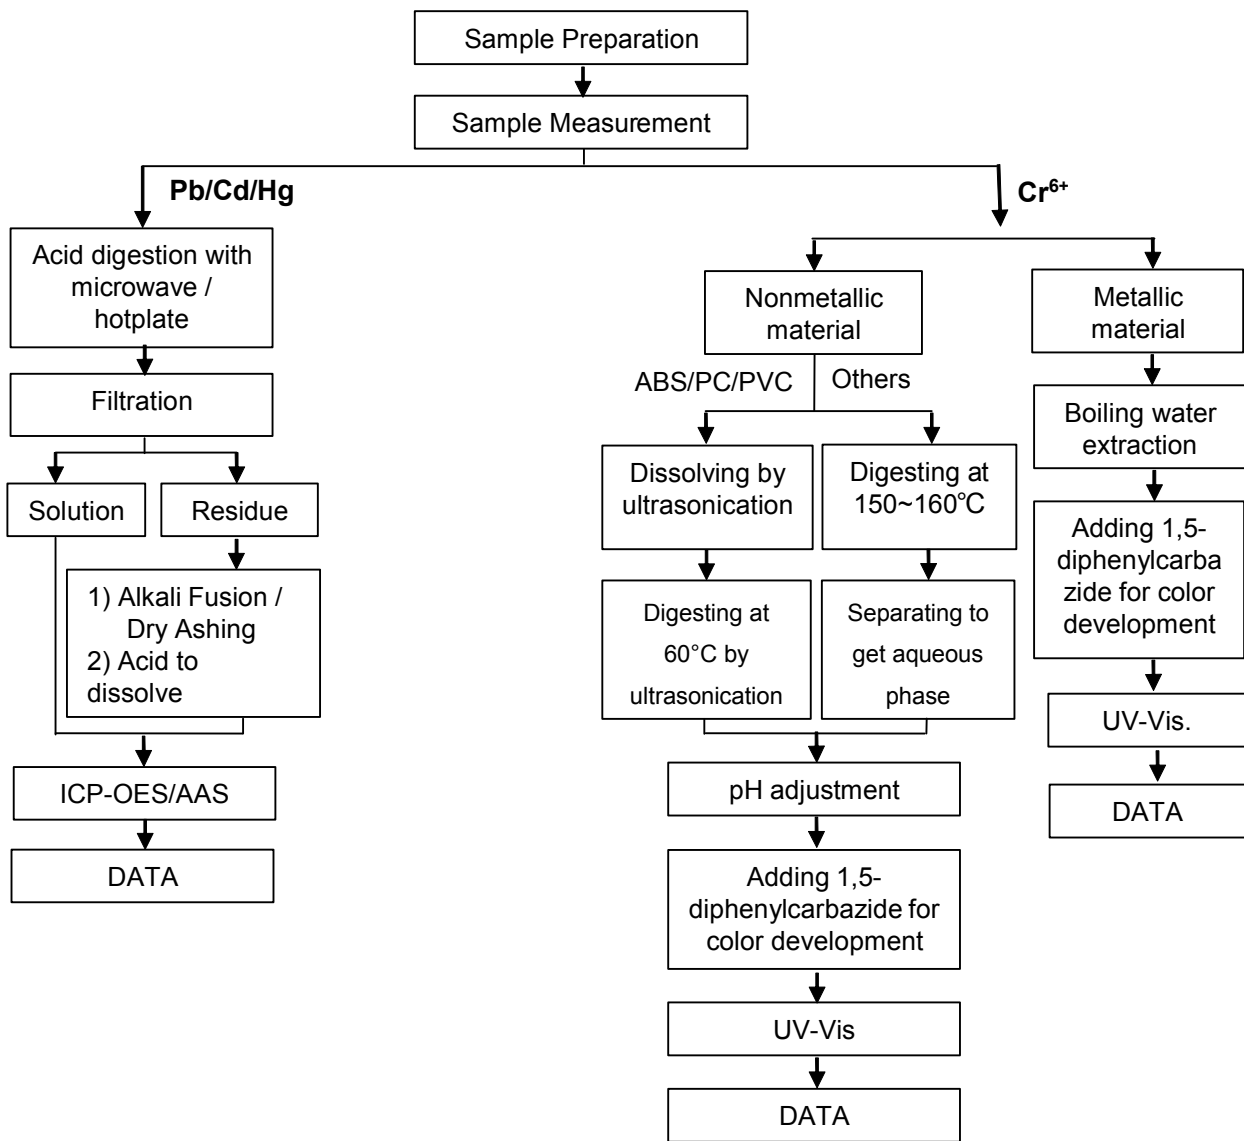 Sample Preparation
Sample Measurement
Pb/Cd/Hg
Cr⁶⁺
Acid digestion with
microwave /
hotplate
Filtration
Solution
Residue
1) Alkali Fusion /
Dry Ashing
2) Acid to
dissolve
ICP-OES/AAS
DATA
Nonmetallic
material
ABS/PC/PVC
Others
Dissolving by
ultrasonication
Digesting at
150~160℃
Digesting at
60°C by
ultrasonication
Separating to
get aqueous
phase
pH adjustment
Adding 1,5-
diphenylcarbazide for
color development
UV-Vis
DATA
Metallic
material
Boiling water
extraction
Adding 1,5-
diphenylcarba
zide for color
development
UV-Vis.
DATA